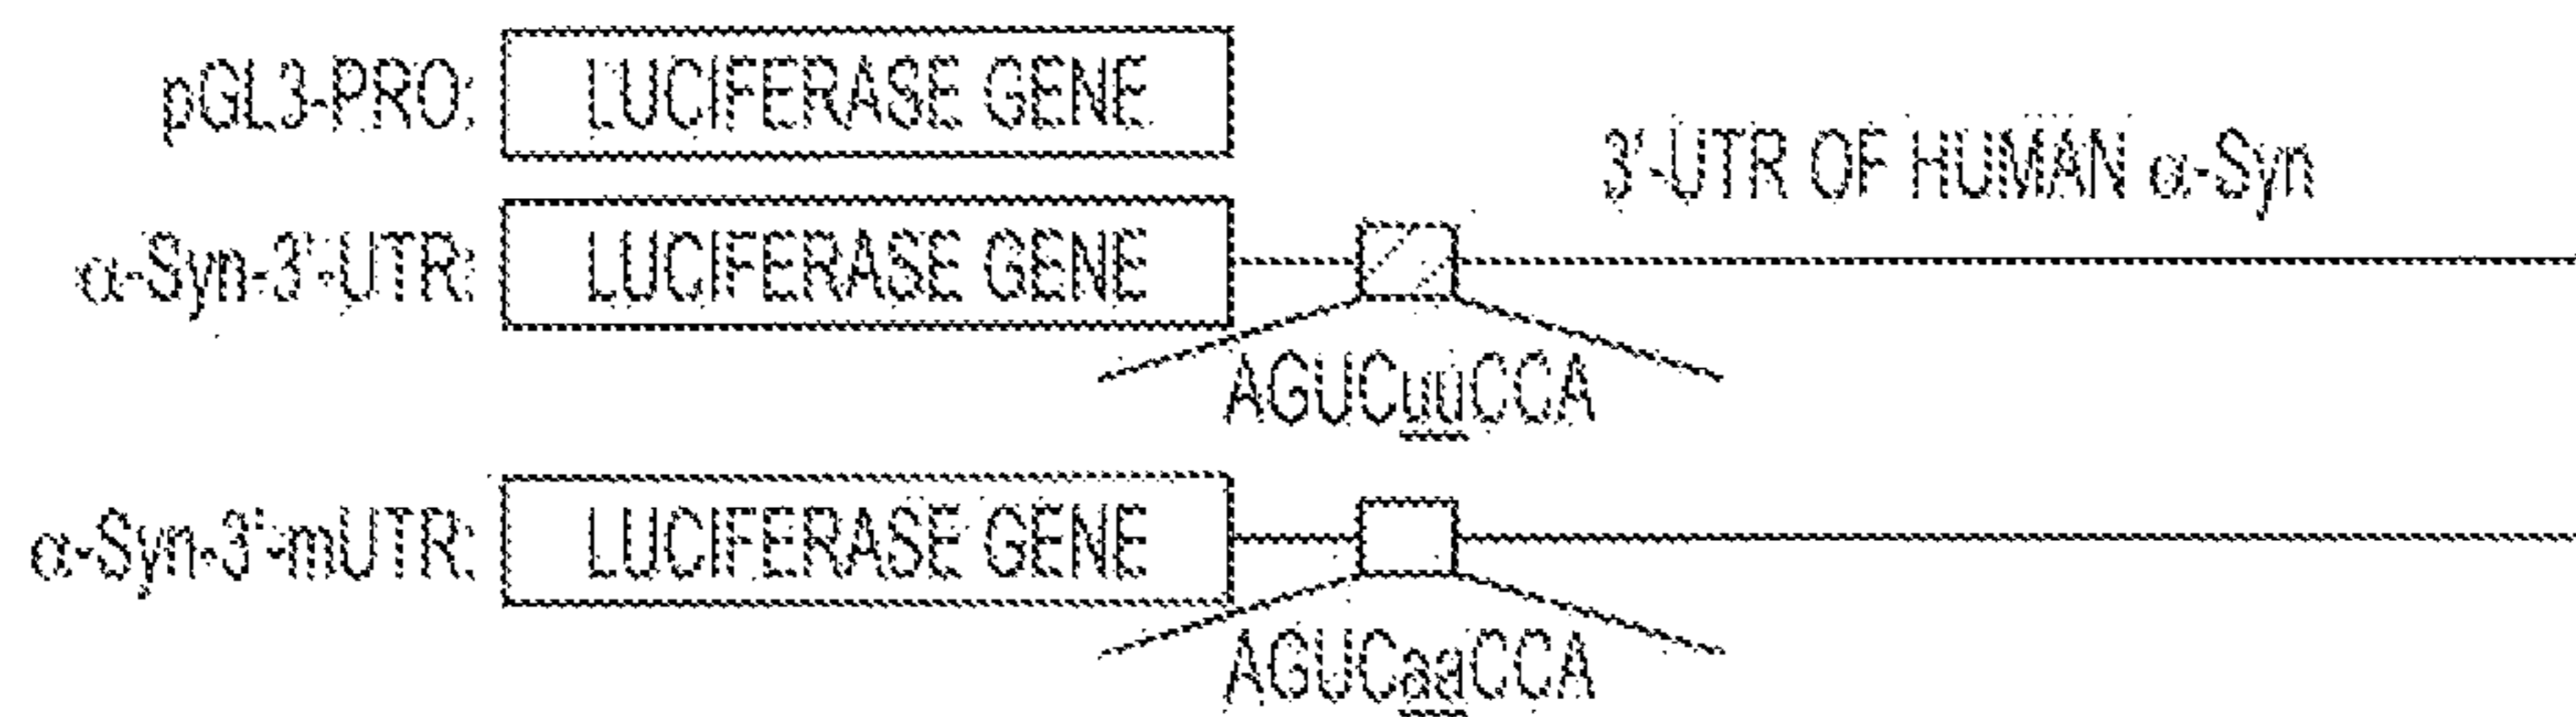 pGL3-PRO: LUCIFERASE GENE
3'-UTR OF HUMAN α-Syn
α-Syn-3'-UTR: LUCIFERASE GENE
AGUCuuCCA
α-Syn-3'-mUTR: LUCIFERASE GENE
AGUCaaCCA